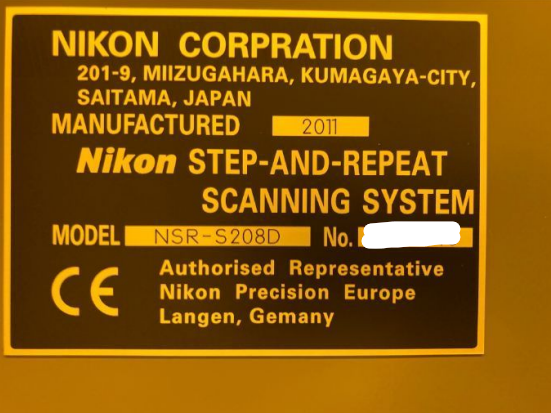 NIKON CORPRATION
201-9, MIIZUGAHARA, KUMAGAYA-CITY,
SAITAMA, JAPAN
MANUFACTURED 2011
Nikon STEP-AND-REPEAT
SCANNING SYSTEM
MODEL NSR-S208D No.
CE Authorised Representative
Nikon Precision Europe
Langen, Gemany